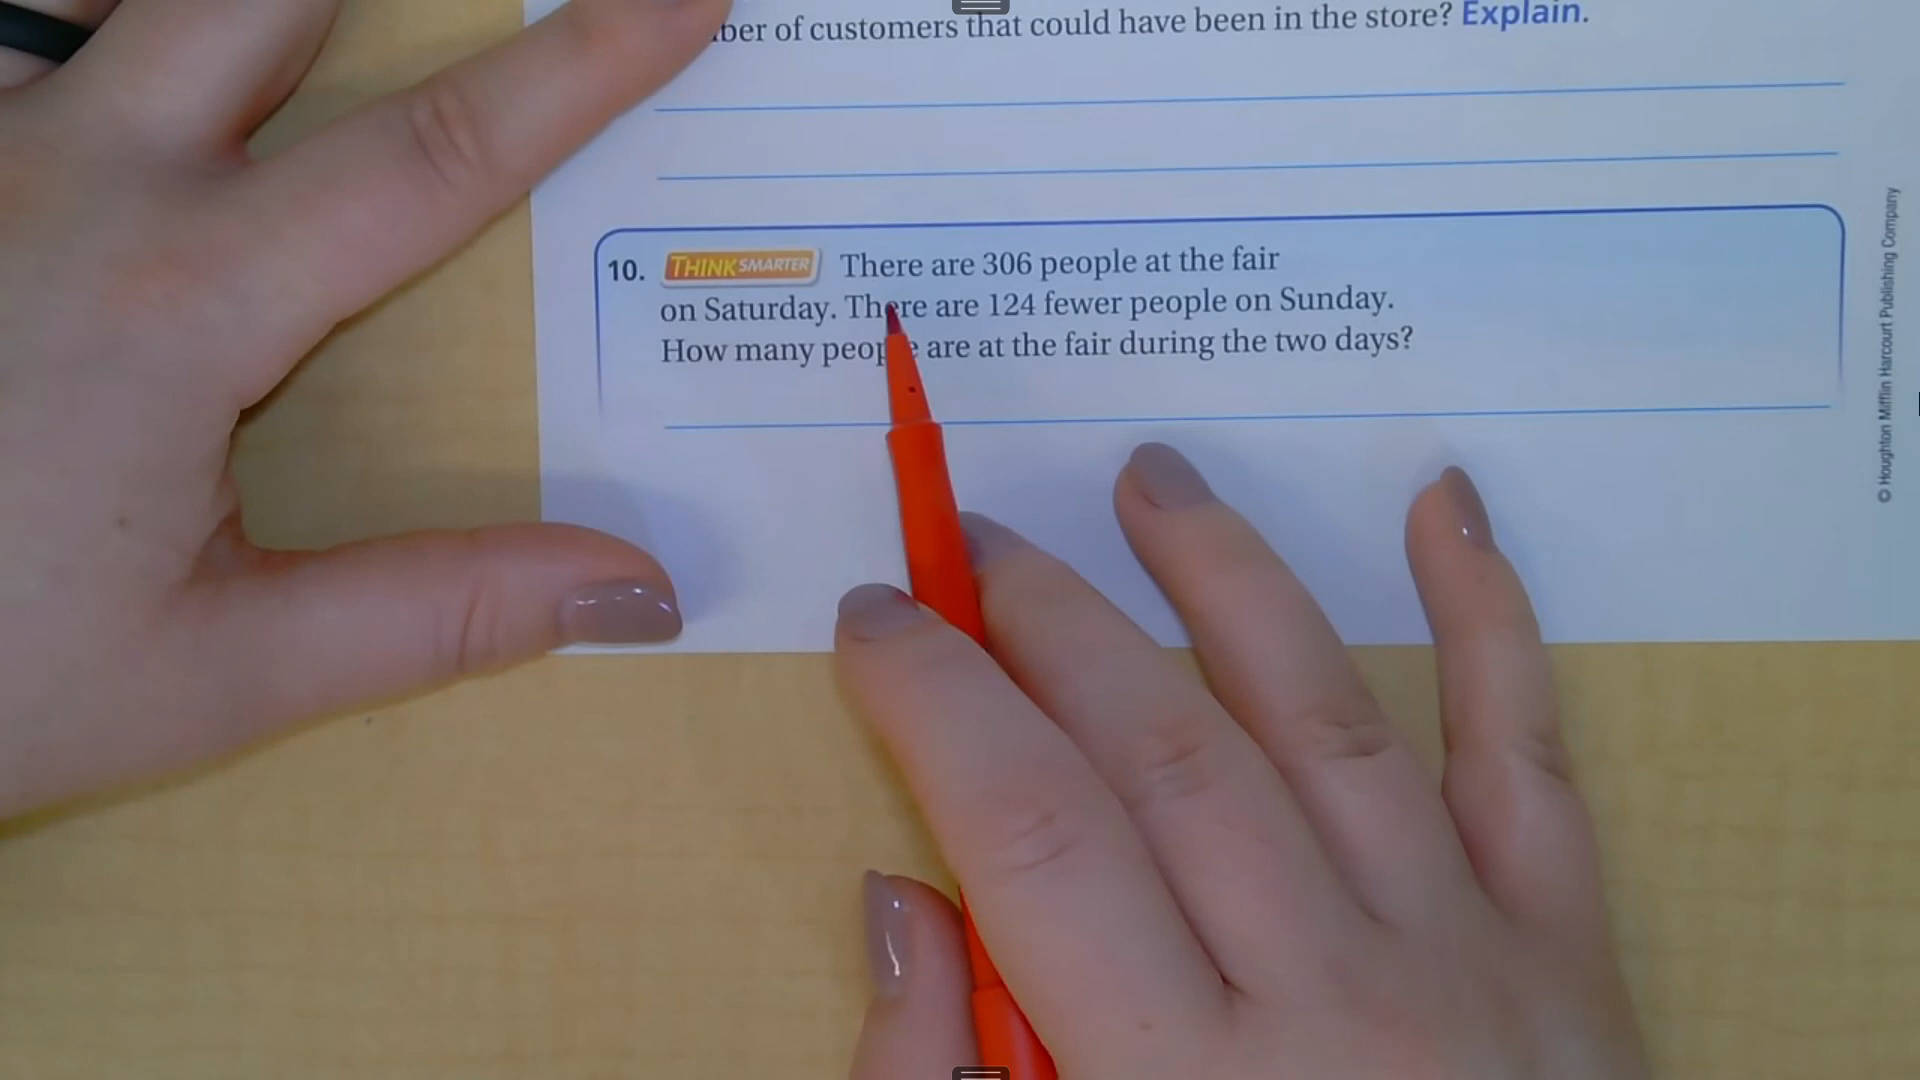 of customers that could have been in the store? Explain.
10. THINK SMARTER There are 306 people at the fair
on Saturday. There are 124 fewer people on Sunday.
How many people are at the fair during the two days?
© Houghton Mifflin Harcourt Publishing Company